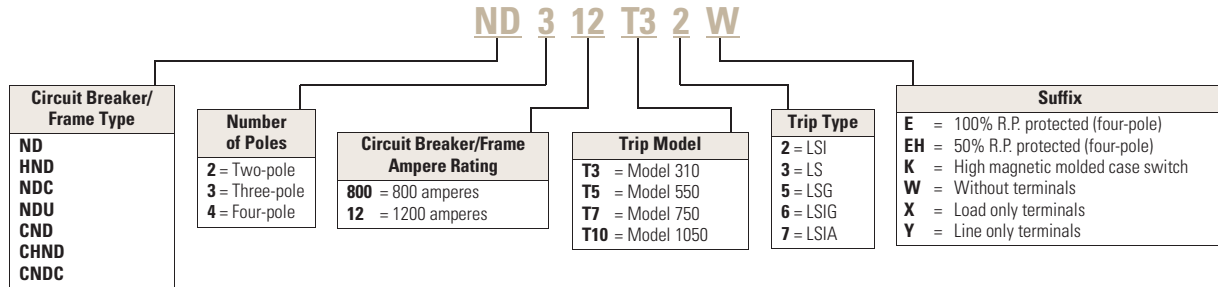 ND 3 12 T3 2 W
Circuit Breaker/
Frame Type
ND
HND
NDC
NDU
CND
CHND
CNDC
Number
of Poles
2 = Two-pole
3 = Three-pole
4 = Four-pole
Circuit Breaker/Frame
Ampere Rating
800 = 800 amperes
12 = 1200 amperes
Trip Model
T3 = Model 310
T5 = Model 550
T7 = Model 750
T10 = Model 1050
Trip Type
2 = LSI
3 = LS
5 = LSG
6 = LSIG
7 = LSIA
Suffix
E = 100% R.P. protected (four-pole)
EH = 50% R.P. protected (four-pole)
K = High magnetic molded case switch
W = Without terminals
X = Load only terminals
Y = Line only terminals